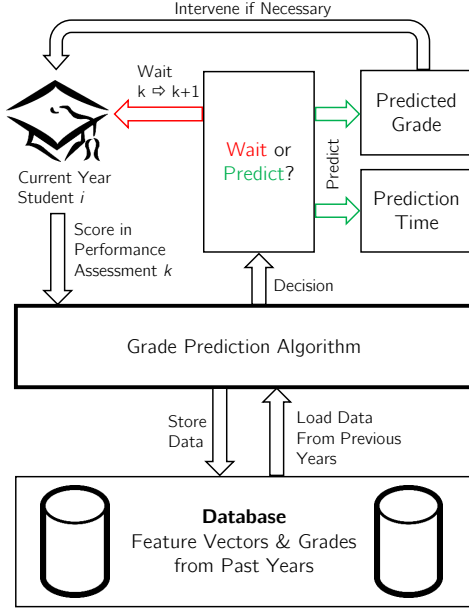 Intervene if Necessary
Wait
k ⇨ k+1
Wait or
Predict?
Predict
Predicted
Grade
Prediction
Time
Current Year
Student i
Score in
Performance
Assessment k
Decision
Grade Prediction Algorithm
Store
Data
Load Data
From Previous
Years
Database
Feature Vectors & Grades
from Past Years